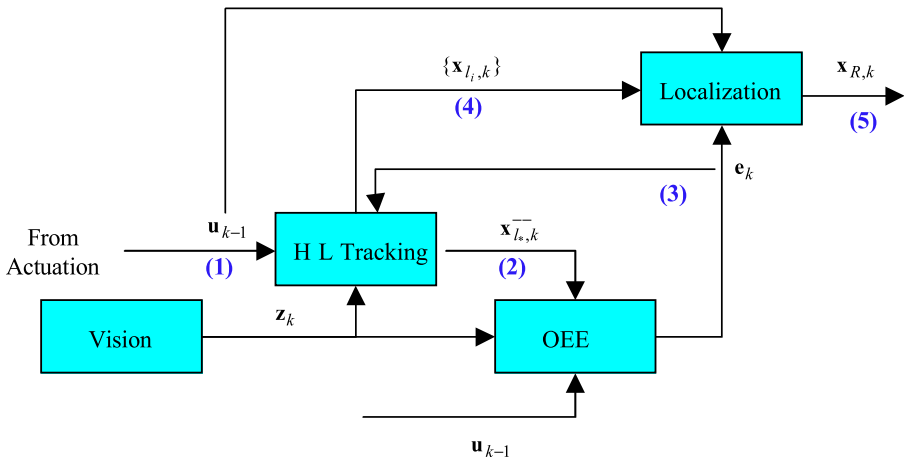 {x_{l_i,k}}
x_{R,k}
Localization
(4)
(5)
e_k
(3)
u_{k−1}
x^{−−}_{l_*,k}
From
Actuation
H L Tracking
(1)
(2)
z_k
Vision
OEE
u_{k−1}